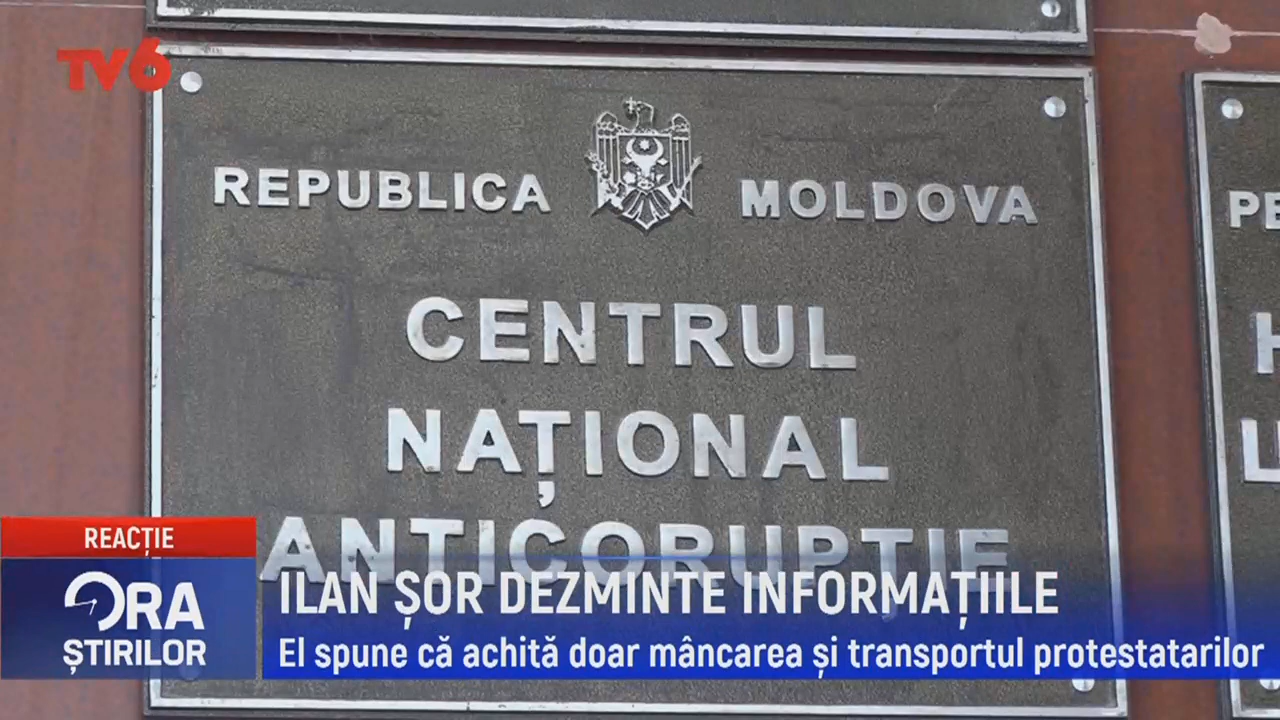 TV6
REPUBLICA MOLDOVA
CENTRUL
NAȚIONAL
ANTICORUPȚIE
REACȚIE
ORA
ȘTIRILOR
ILAN ȘOR DEZMINTE INFORMAȚIILE
El spune că achită doar mâncarea și transportul protestatarilor